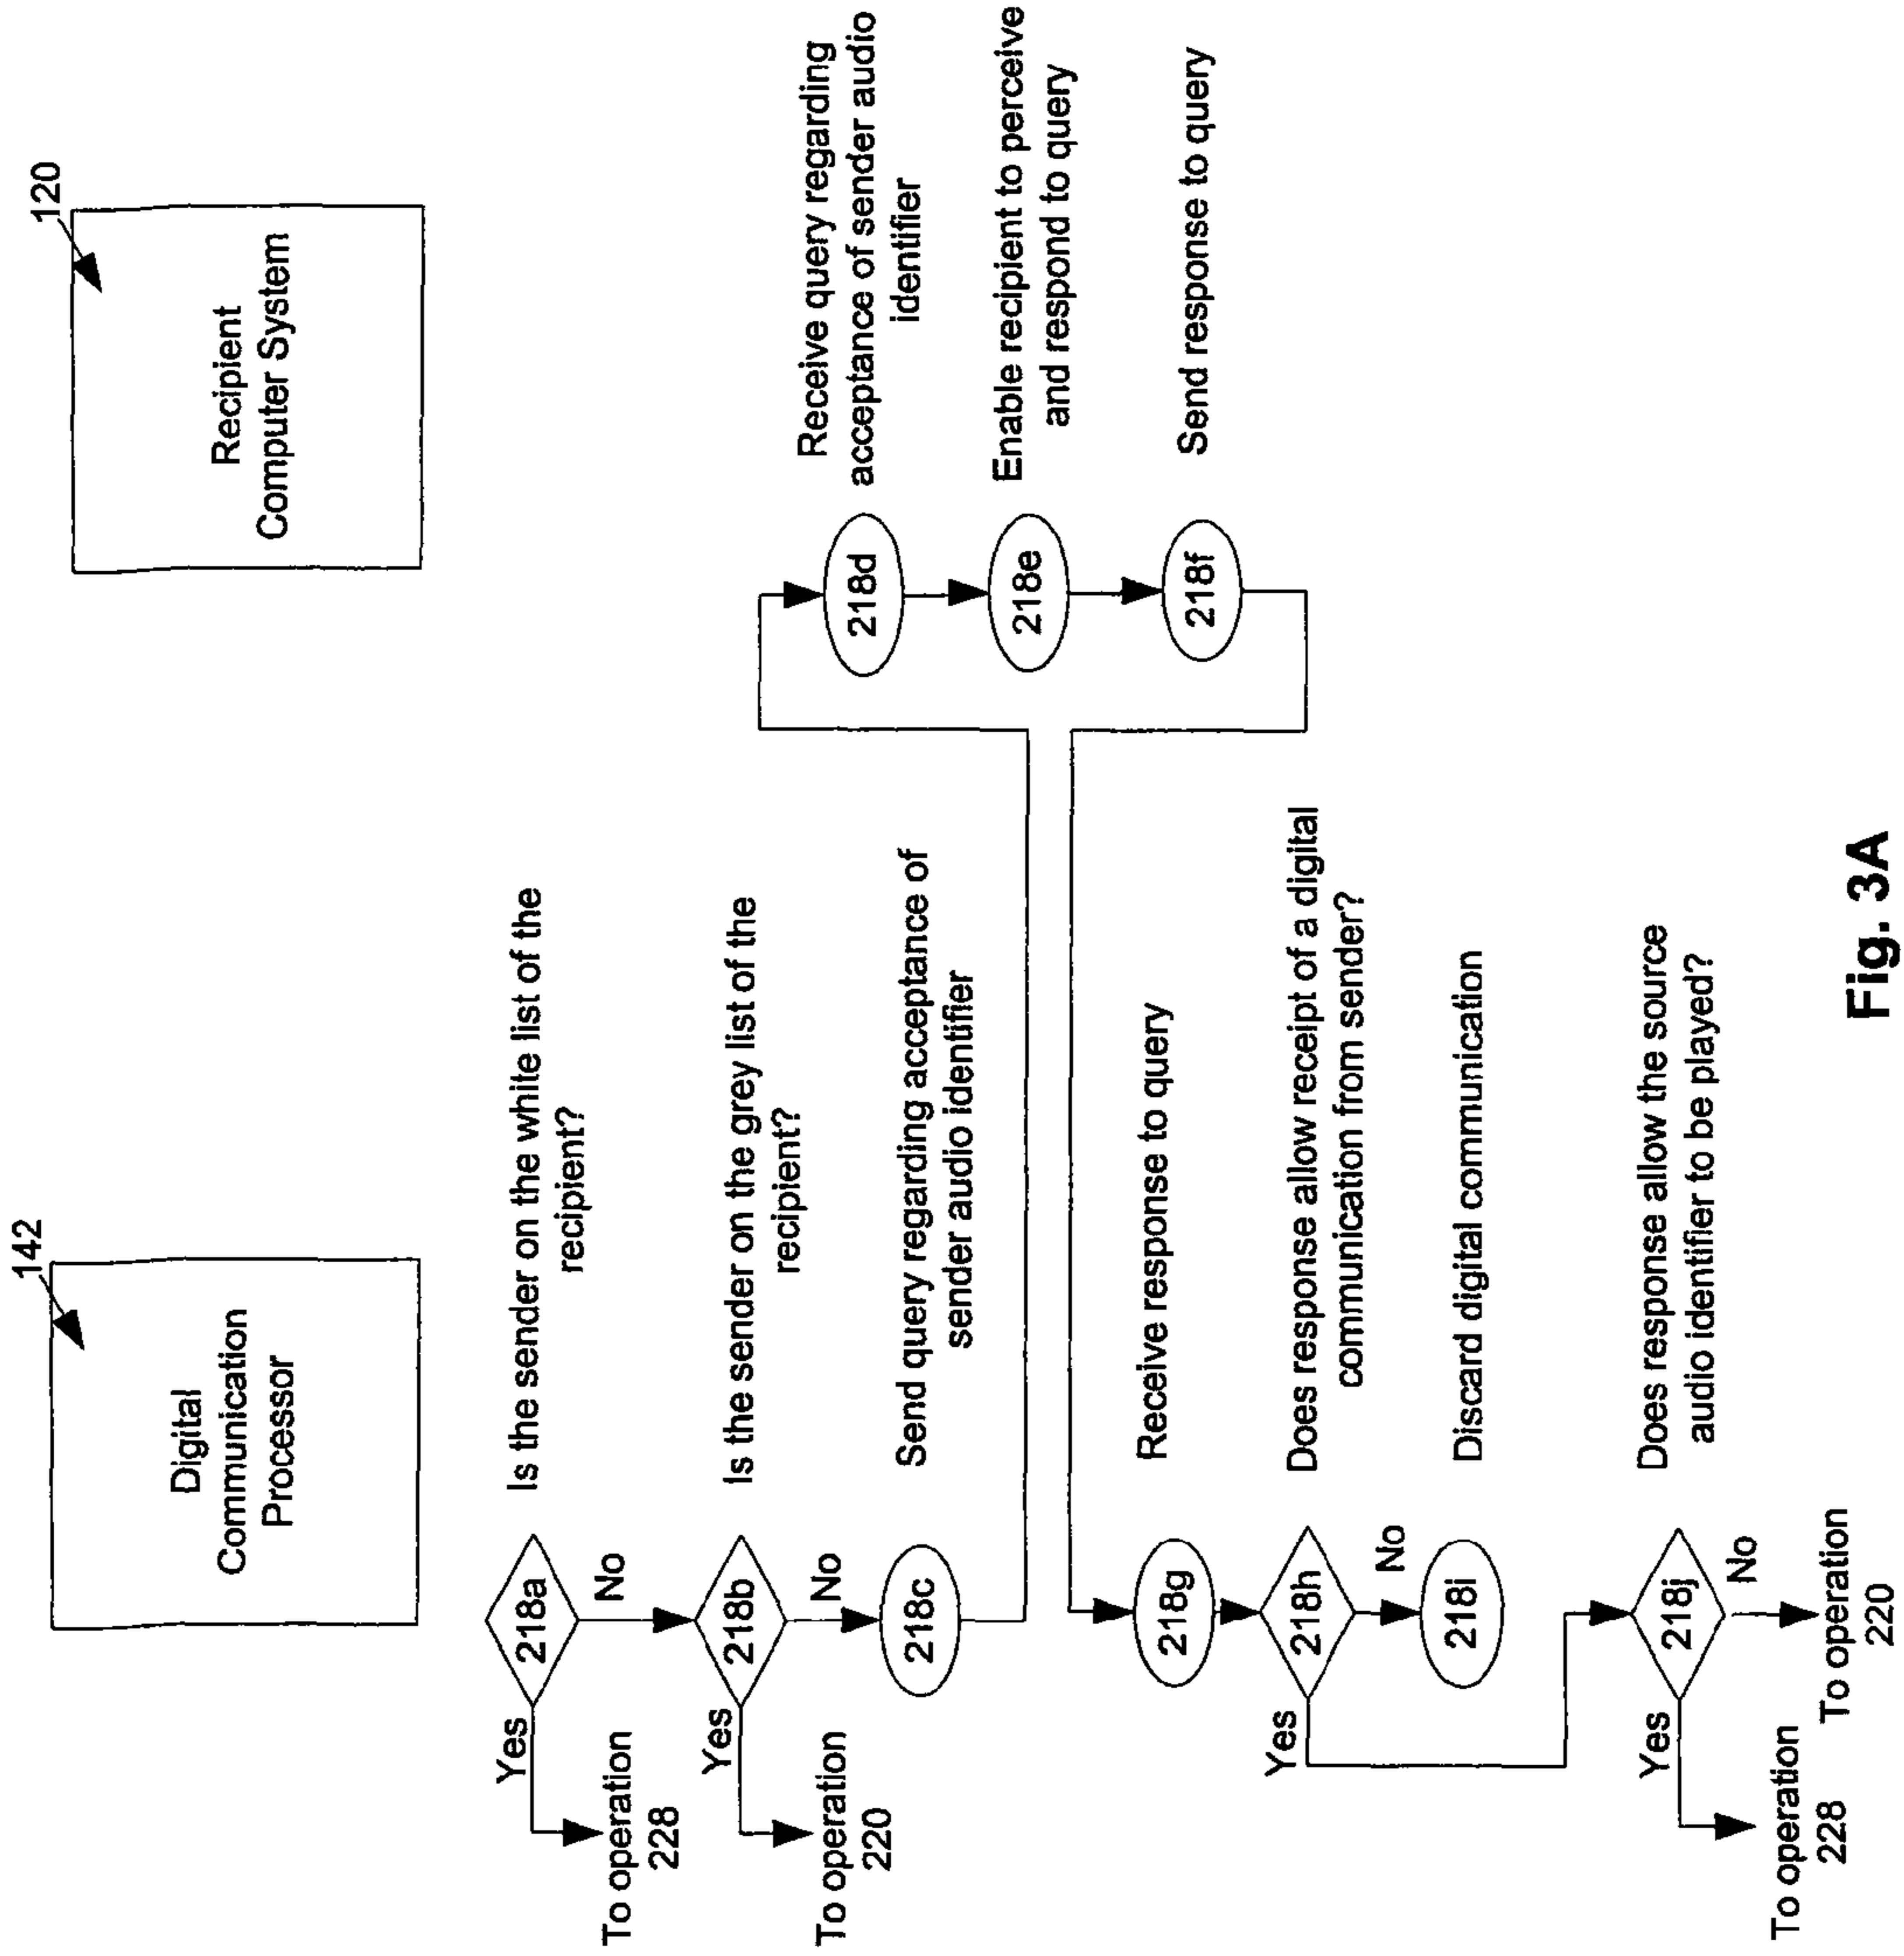 142
Digital
Communication
Processor
120
Recipient
Computer System
218a
Is the sender on the white list of the
recipient?
Yes
No
To operation
228
218b
Is the sender on the grey list of the
recipient?
Yes
No
To operation
220
218c
Send query regarding acceptance of
sender audio identifier
218d
Receive query regarding
acceptance of sender audio
identifier
218e
Enable recipient to perceive
and respond to query
218f
Send response to query
218g
Receive response to query
218h
Does response allow receipt of a digital
communication from sender?
Yes
No
218i
Discard digital communication
218j
Does response allow the source
audio identifier to be played?
Yes
No
To operation
228
To operation
220
Fig. 3A